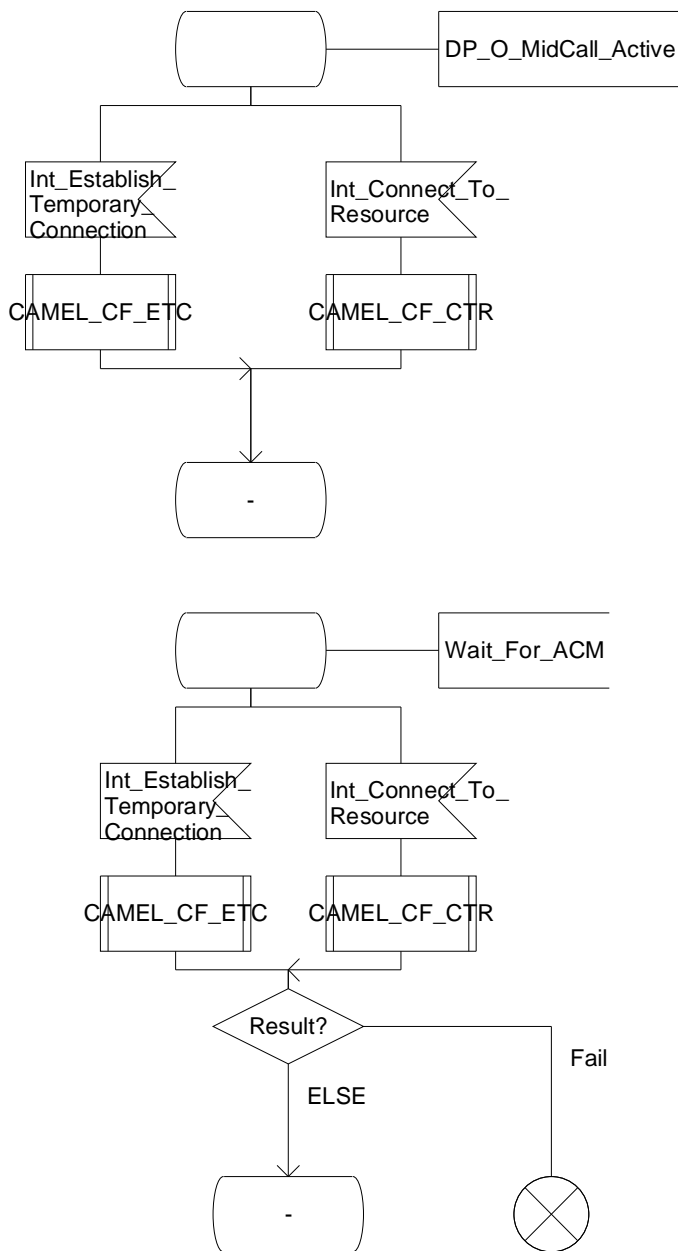 DP_O_MidCall_Active
Int_Establish_
Temporary_
Connection
Int_Connect_To_
Resource
CAMEL_CF_ETC
CAMEL_CF_CTR
-
Wait_For_ACM
Int_Establish_
Temporary_
Connection
Int_Connect_To_
Resource
CAMEL_CF_ETC
CAMEL_CF_CTR
Result?
Fail
ELSE
-